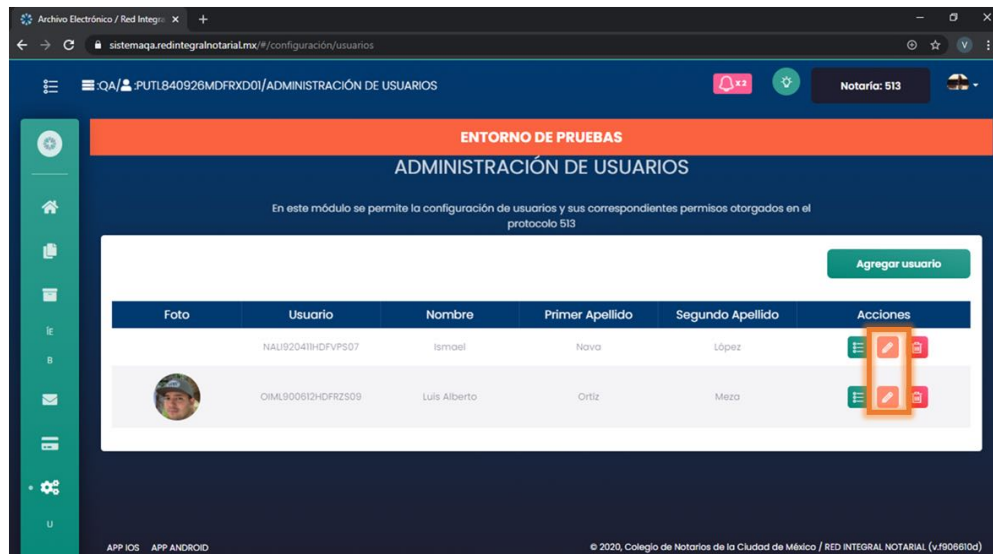 Archivo Electrónico / Red Integra
sistemaqa.redintegralnotarial.mx/#/configuración/usuarios
V
:QA/ :PUTL840926MDFRXD01/ADMINISTRACIÓN DE USUARIOS
x3
Notaría: 513
ENTORNO DE PRUEBAS
ADMINISTRACIÓN DE USUARIOS
En este módulo se permite la configuración de usuarios y sus correspondientes permisos otorgados en el
protocolo 513
Agregar usuario
Foto Usuario Nombre Primer Apellido Segundo Apellido Acciones
NALI920411HDFVPS07 Ismael Nava López
OIML900612HDFRZS09 Luis Alberto Ortiz Meza
ÍE
B
U
APP IOS APP ANDROID
© 2020, Colegio de Notarios de la Ciudad de México / RED INTEGRAL NOTARIAL (v.f906610d)